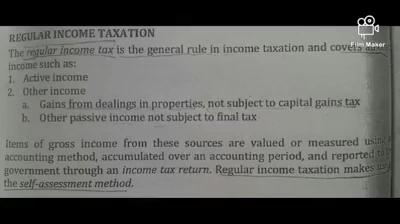 REGULAR INCOME TAXATION
The regular income tax is the general rule in income taxation and covers
income such as:
1. Active income
2. Other income
a. Gains from dealings in properties, not subject to capital gains tax
b. Other passive income not subject to final tax
Items of gross income from these sources are valued or measured using
accounting method, accumulated over an accounting period, and reported
government through an income tax return. Regular income taxation makes
the self-assessment method.
Film Maker